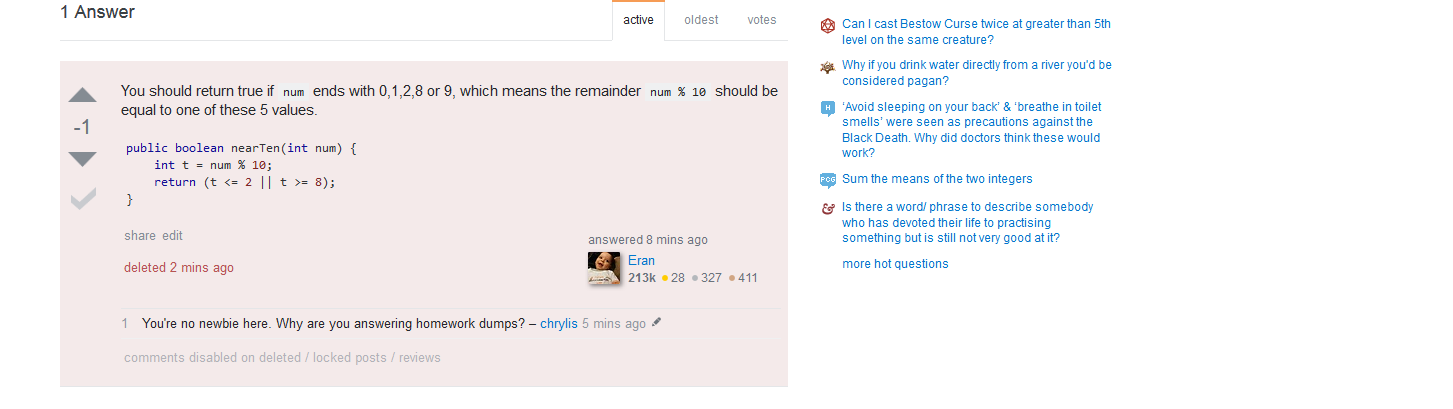 1 Answer
active oldest votes
-1
You should return true if num ends with 0,1,2,8 or 9, which means the remainder num % 10 should be
equal to one of these 5 values.
public boolean nearTen(int num) {
    int t = num % 10;
    return (t <= 2 || t >= 8);
}
share edit
answered 8 mins ago
deleted 2 mins ago
Eran
213k 28 327 411
1 You're no newbie here. Why are you answering homework dumps? – chrylis 5 mins ago
comments disabled on deleted / locked posts / reviews
Can I cast Bestow Curse twice at greater than 5th
level on the same creature?
Why if you drink water directly from a river you'd be
considered pagan?
H
'Avoid sleeping on your back' & 'breathe in toilet
smells' were seen as precautions against the
Black Death. Why did doctors think these would
work?
PCG
Sum the means of the two integers
&
Is there a word/ phrase to describe somebody
who has devoted their life to practising
something but is still not very good at it?
more hot questions